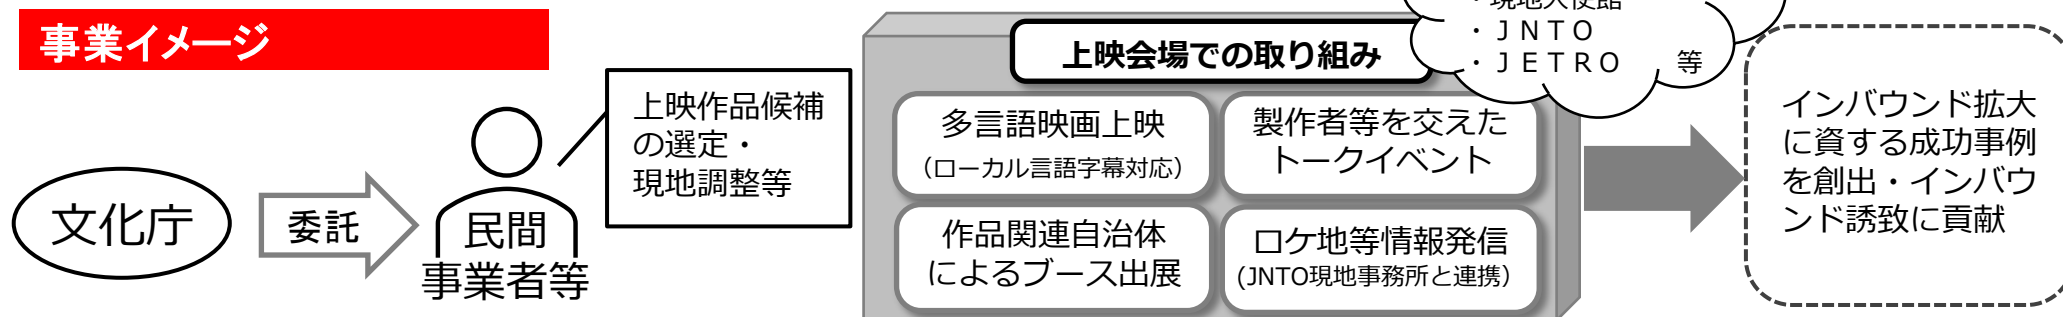 事業イメージ
文化庁
委託
民間
事業者等
上映作品候補
の選定・
現地調整等
上映会場での取り組み
・現地大使館
・ＪＮＴＯ
・ＪＥＴＲＯ　等
多言語映画上映
（ローカル言語字幕対応）
製作者等を交えた
トークイベント
作品関連自治体
によるブース出展
ロケ地等情報発信
(JNTO現地事務所と連携）
インバウンド拡大
に資する成功事例
を創出・インバウ
ンド誘致に貢献